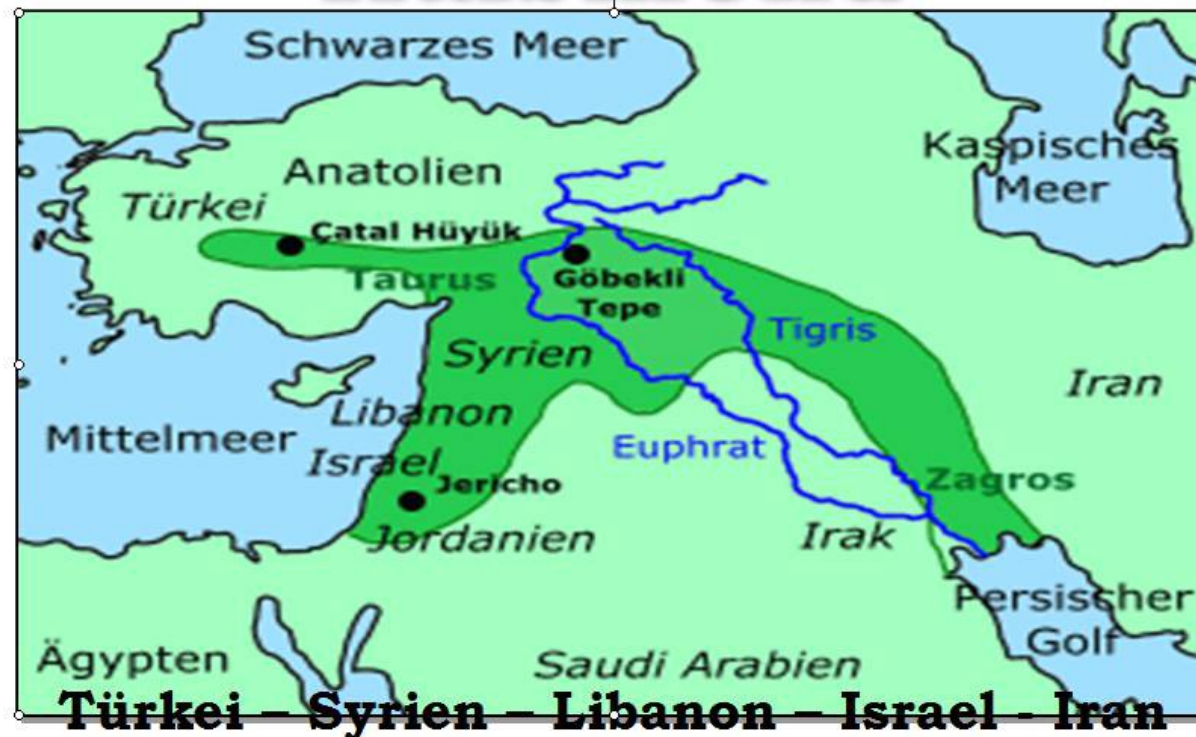 Schwarzes Meer
Kaspisches
Meer
Anatolien
Türkei
Çatal Hüyük
Taurus
Göbekli
Tepe
Tigris
Syrien
Iran
Libanon
Mittelmeer
Euphrat
Israel
Jericho
Zagros
Jordanien
Irak
Persischer
Golf
Ägypten
Saudi Arabien
Türkei – Syrien – Libanon – Israel - Iran